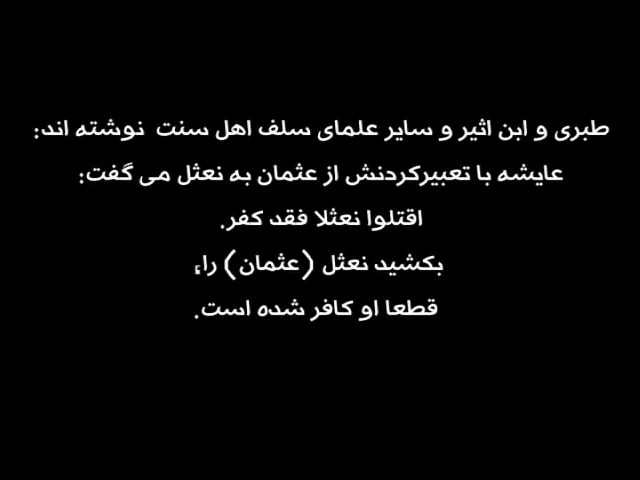 طبری و ابن اثیر و سایر علمای سلف اهل سنت نوشته اند:
عایشه با تعبیرکردنش از عثمان به نعثل می گفت:
اقتلوا نعثلا فقد کفر.
بکشید نعثل (عثمان) را؛
قطعا او کافر شده است.